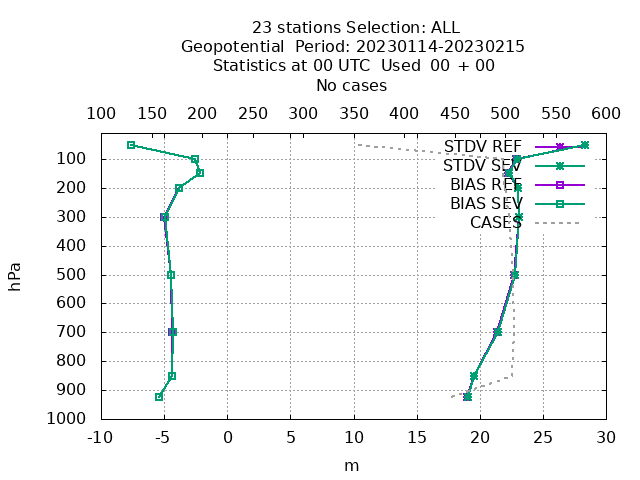 23 stations Selection: ALL
Geopotential  Period: 20230114-20230215
Statistics at 00 UTC  Used  00 + 00
No cases
100 150 200 250 300 350 400 450 500 550 600
STDV REF
STDV SEV
BIAS REF
BIAS SEV
CASES
100
200
300
400
500
600
700
800
900
1000
hPa
-10 -5 0 5 10 15 20 25 30
m